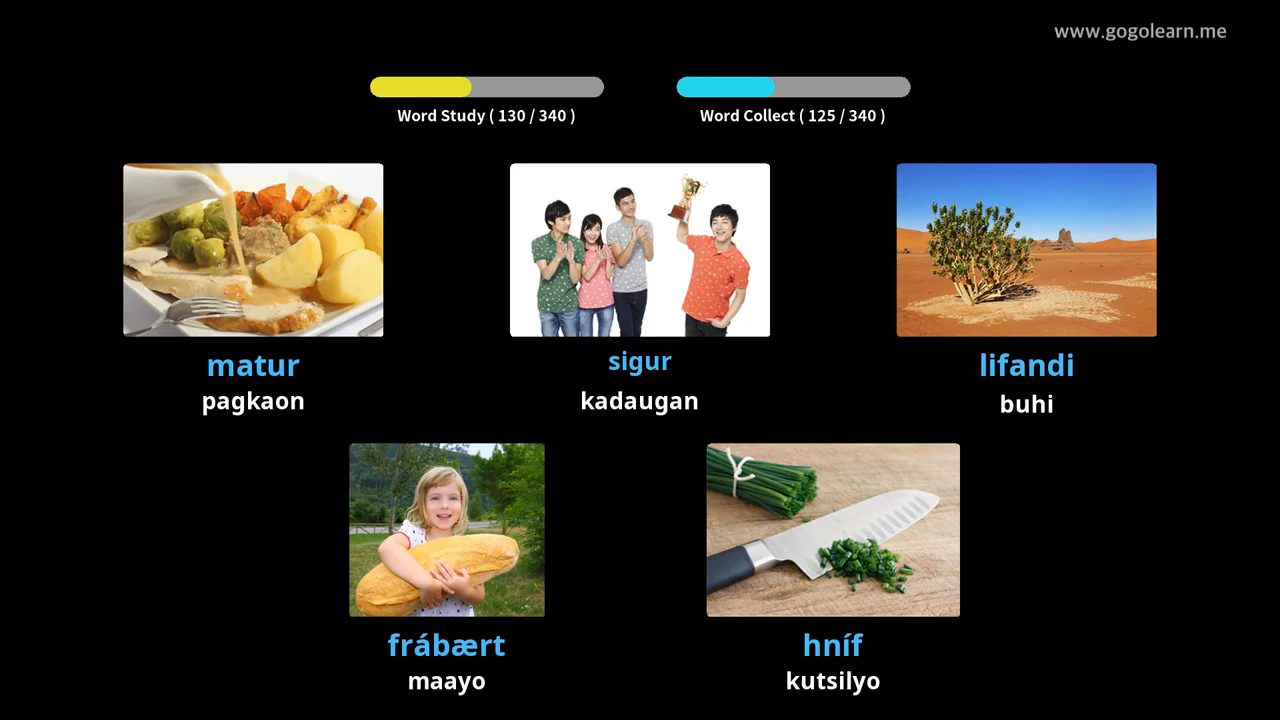 www.gogolearn.me
Word Study ( 130 / 340 )
Word Collect ( 125 / 340 )
matur
pagkaon
sigur
kadaugan
lifandi
buhi
frábært
maayo
hníf
kutsilyo